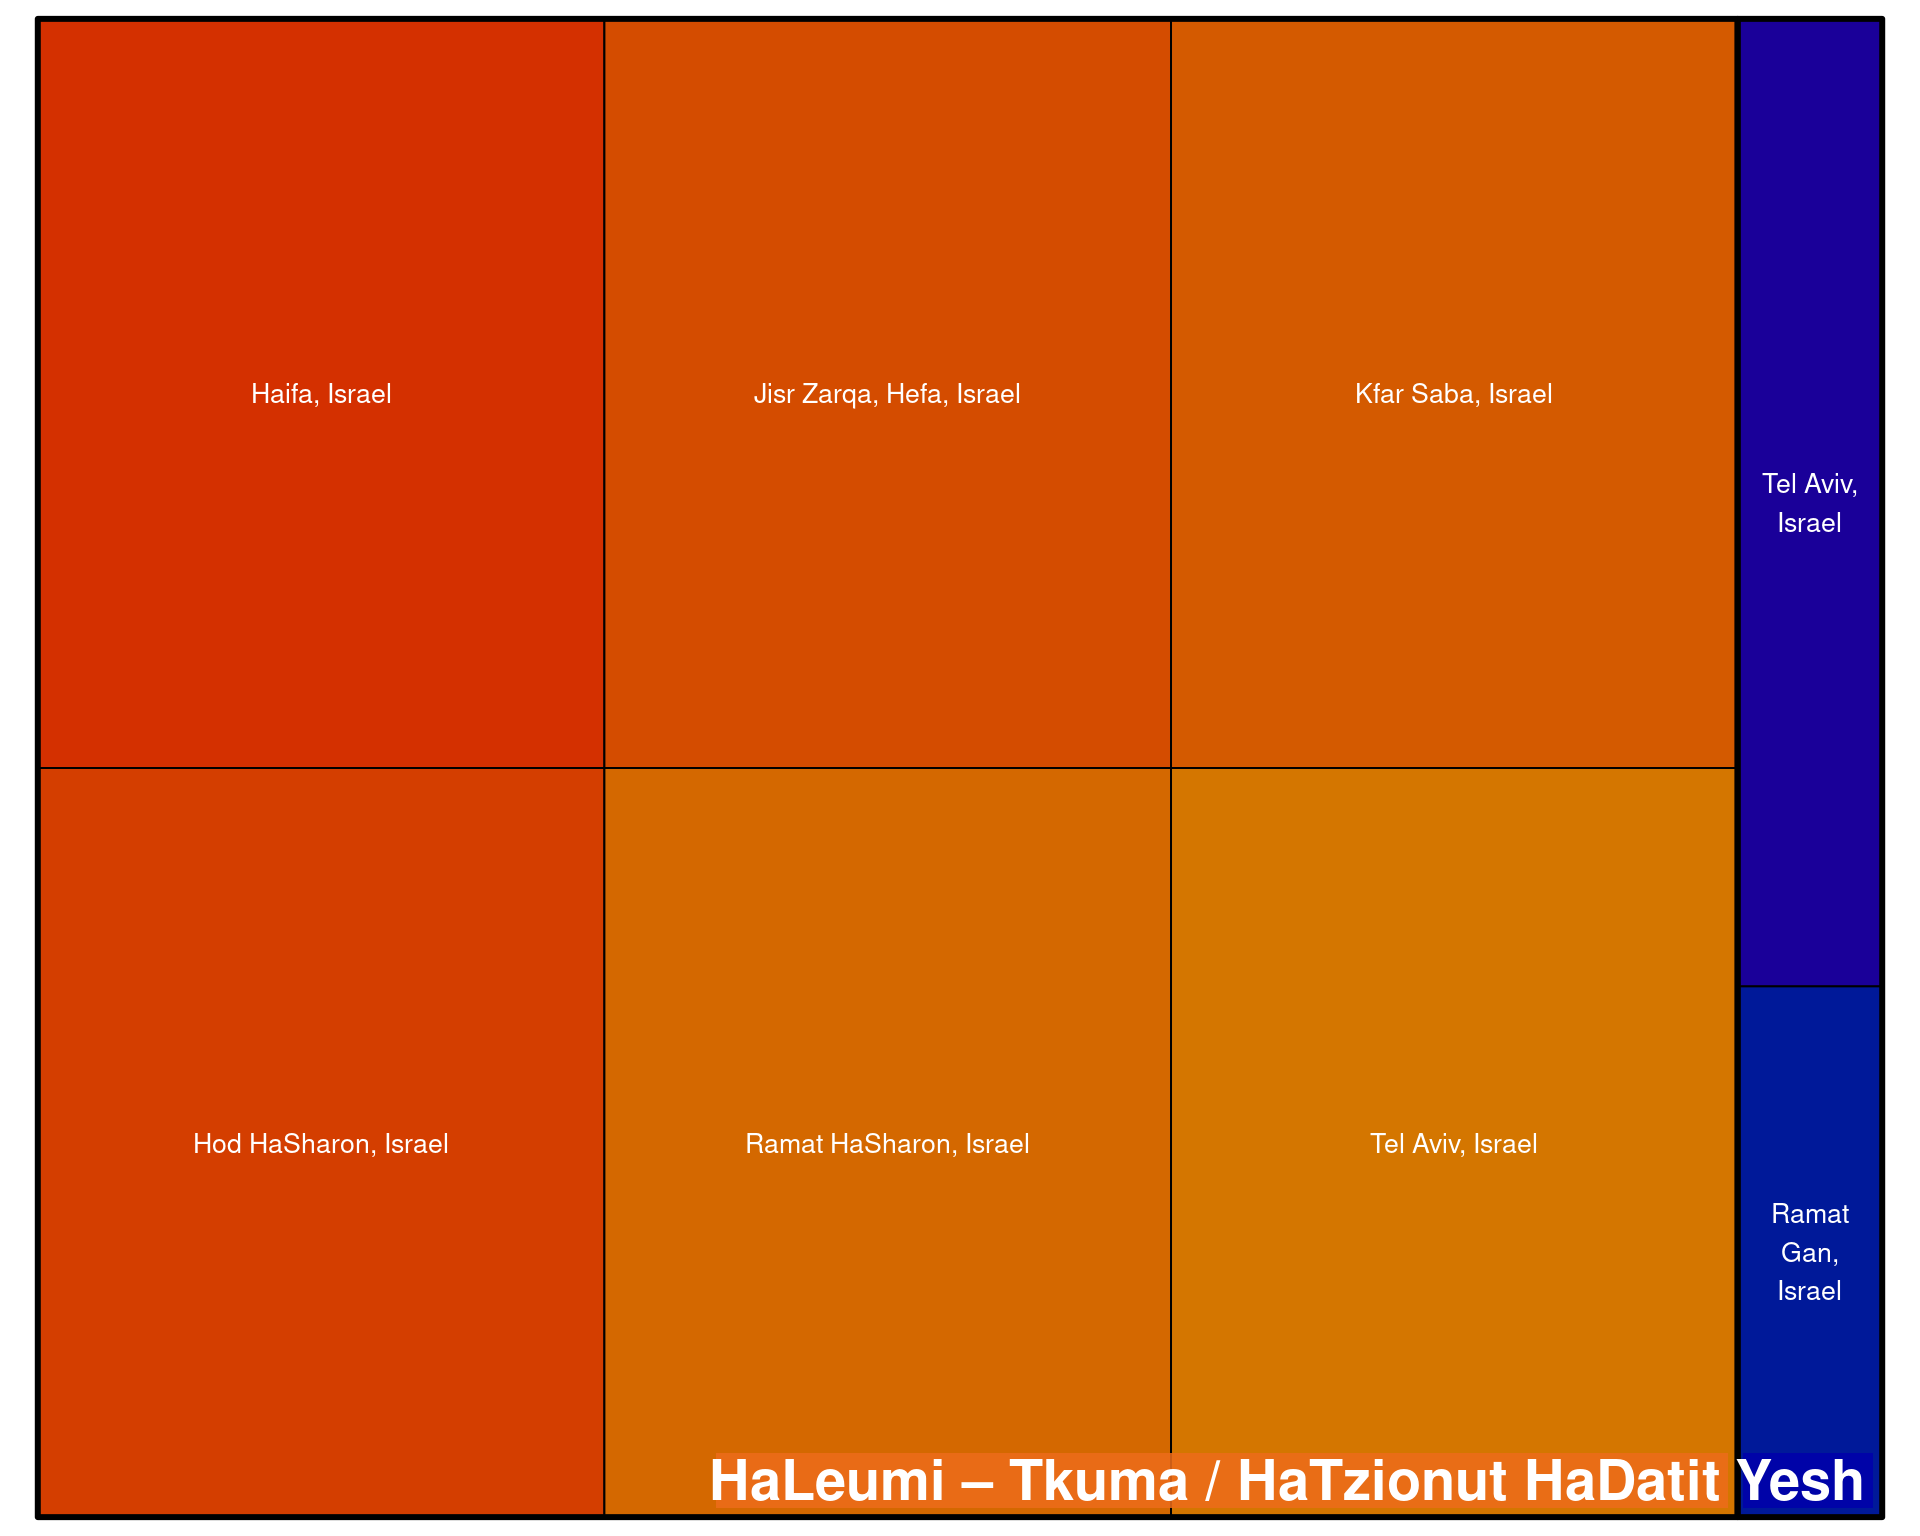 Haifa, Israel
Jisr Zarqa, Hefa, Israel
Kfar Saba, Israel
Tel Aviv,
Israel
Hod HaSharon, Israel
Ramat HaSharon, Israel
Tel Aviv, Israel
Ramat
Gan,
Israel
HaLeumi – Tkuma / HaTzionut HaDatit
Yesh